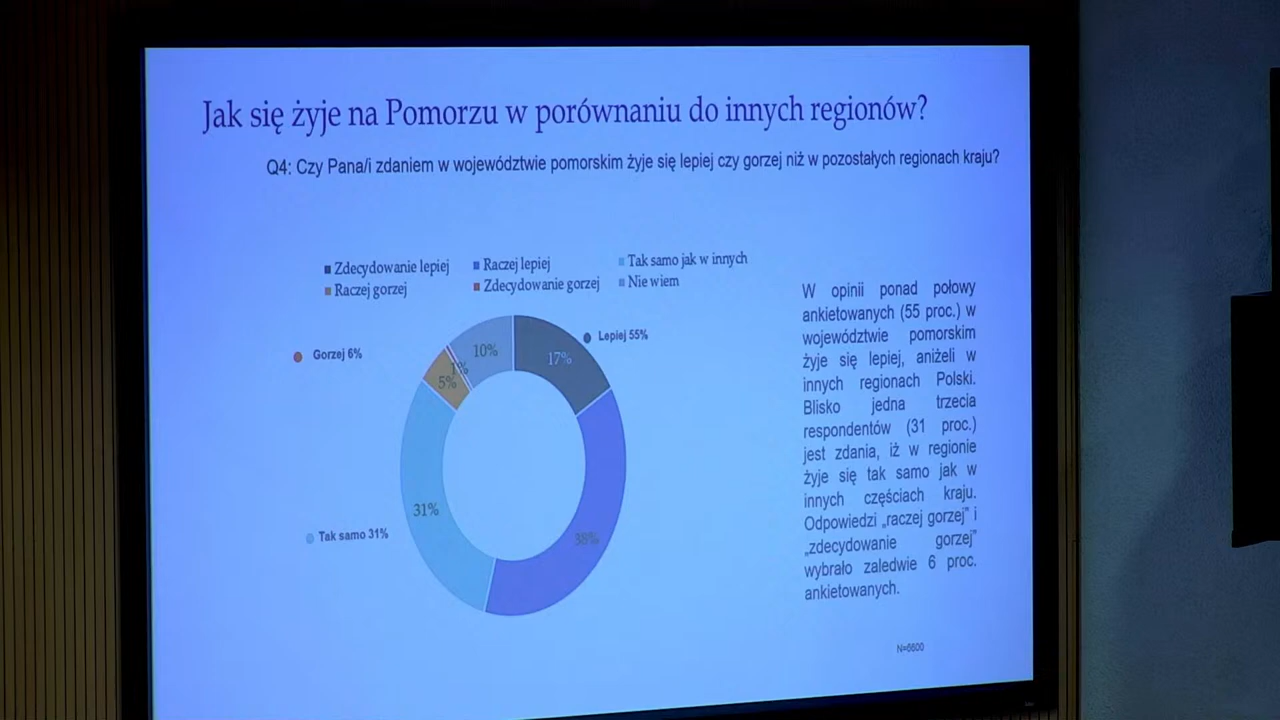 Jak się żyje na Pomorzu w porównaniu do innych regionów?
Q4: Czy Pana/i zdaniem w województwie pomorskim żyje się lepiej czy gorzej niż w pozostałych regionach kraju?
Zdecydowanie lepiej
Raczej lepiej
Tak samo jak w innych
Raczej gorzej
Zdecydowanie gorzej
Nie wiem
Gorzej 6%
Lepiej 55%
Tak samo 31%
10%
17%
1%
5%
31%
38%
W opinii ponad połowy
ankietowanych (55 proc.) w
województwie pomorskim
żyje się lepiej, aniżeli w
innych regionach Polski.
Blisko jedna trzecia
respondentów (31 proc.)
jest zdania, iż w regionie
żyje się tak samo jak w
innych częściach kraju.
Odpowiedzi „raczej gorzej” i
„zdecydowanie gorzej”
wybrało zaledwie 6 proc.
ankietowanych.
N=6600